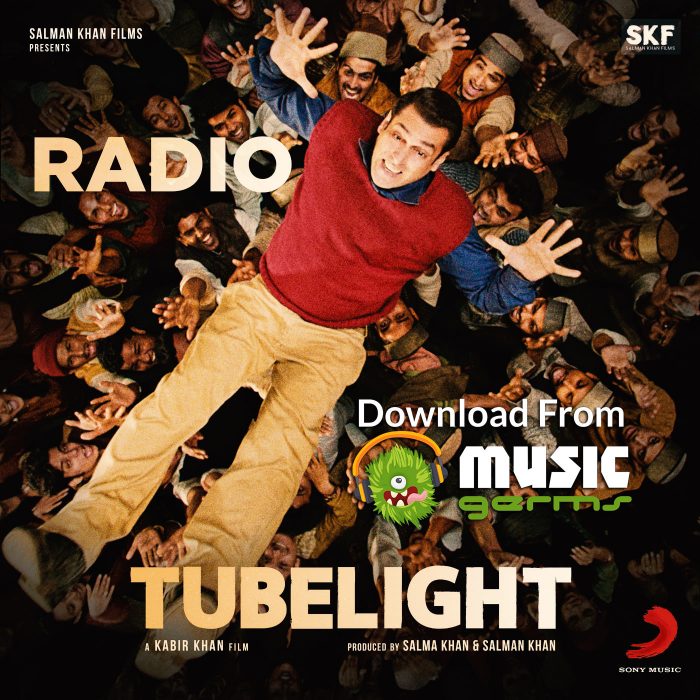 SALMAN KHAN FILMS
PRESENTS
SKF
SALMAN KHAN FILMS
RADIO
Download From
MUSIC
germs
TUBELIGHT
A KABIR KHAN FILM
PRODUCED BY SALMA KHAN & SALMAN KHAN
SONY MUSIC